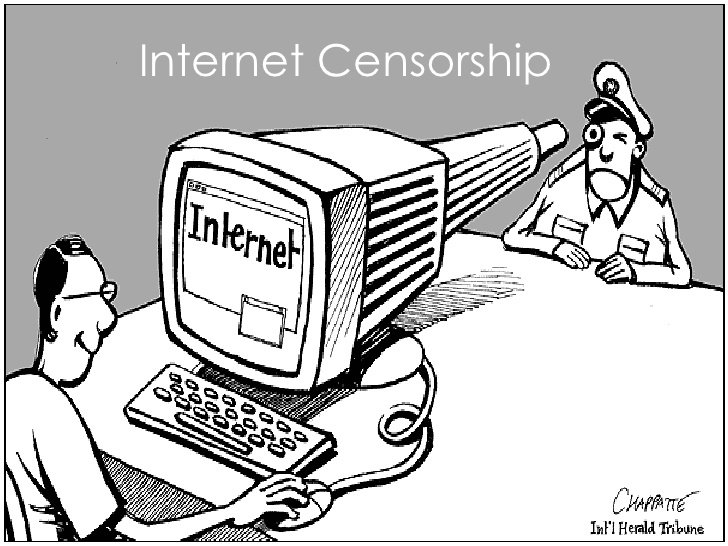 Internet Censorship
Internet
CHAPPATTE
Int'l Herald Tribune